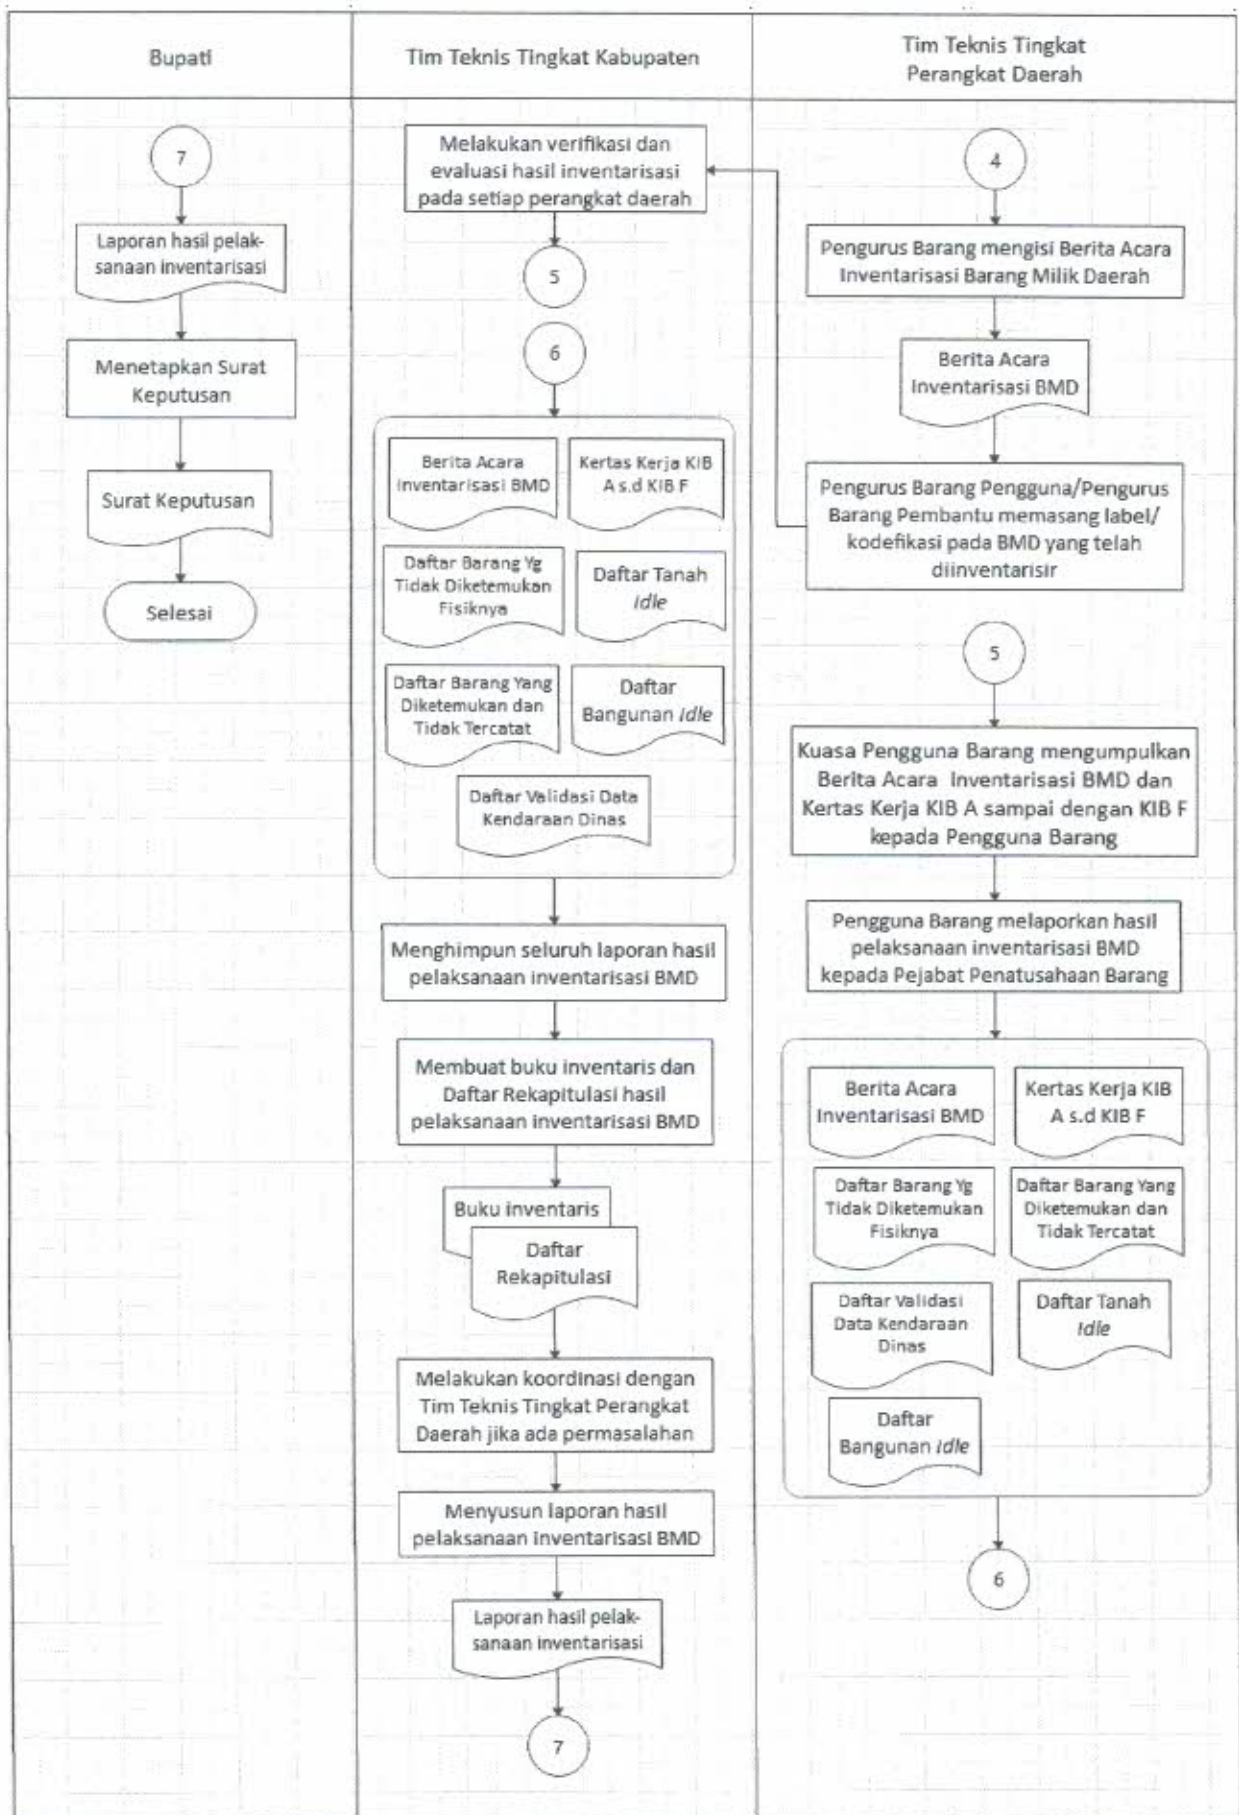 Bupati
Tim Teknis Tingkat Kabupaten
Tim Teknis Tingkat
Perangkat Daerah
7
Laporan hasil pelak-
sanaan inventarisasi
Menetapkan Surat
Keputusan
Surat Keputusan
Selesai
Melakukan verifikasi dan
evaluasi hasil inventarisasi
pada setiap perangkat daerah
5
6
Berita Acara
Inventarisasi BMD
Kertas Kerja KIB
A s.d KIB F
Daftar Barang Yg
Tidak Diketemukan
Fisiknya
Daftar Tanah
Idle
Daftar Barang Yang
Diketemukan dan
Tidak Tercatat
Daftar
Bangunan Idle
Daftar Validasi Data
Kendaraan Dinas
Menghimpun seluruh laporan hasil
pelaksanaan inventarisasi BMD
Membuat buku inventaris dan
Daftar Rekapitulasi hasil
pelaksanaan inventarisasi BMD
Buku inventaris
Daftar
Rekapitulasi
Melakukan koordinasi dengan
Tim Teknis Tingkat Perangkat
Daerah jika ada permasalahan
Menyusun laporan hasil
pelaksanaan inventarisasi BMD
Laporan hasil pelak-
sanaan inventarisasi
7
4
Pengurus Barang mengisi Berita Acara
Inventarisasi Barang Milik Daerah
Berita Acara
Inventarisasi BMD
Pengurus Barang Pengguna/Pengurus
Barang Pembantu memasang label/
kodefikasi pada BMD yang telah
diinventarisir
5
Kuasa Pengguna Barang mengumpulkan
Berita Acara Inventarisasi BMD dan
Kertas Kerja KIB A sampai dengan KIB F
kepada Pengguna Barang
Pengguna Barang melaporkan hasil
pelaksanaan inventarisasi BMD
kepada Pejabat Penatusahaan Barang
Berita Acara
Inventarisasi BMD
Kertas Kerja KIB
A s.d KIB F
Daftar Barang Yg
Tidak Diketemukan
Fisiknya
Daftar Barang Yang
Diketemukan dan
Tidak Tercatat
Daftar Validasi
Data Kendaraan
Dinas
Daftar Tanah
Idle
Daftar
Bangunan Idle
6